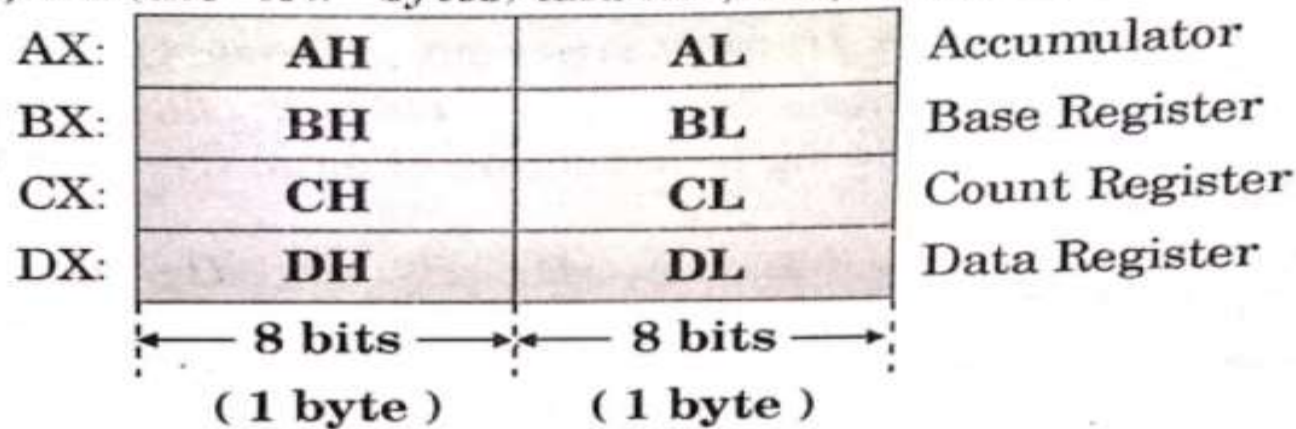 AX: AH AL Accumulator
BX: BH BL Base Register
CX: CH CL Count Register
DX: DH DL Data Register
8 bits 8 bits
( 1 byte ) ( 1 byte )